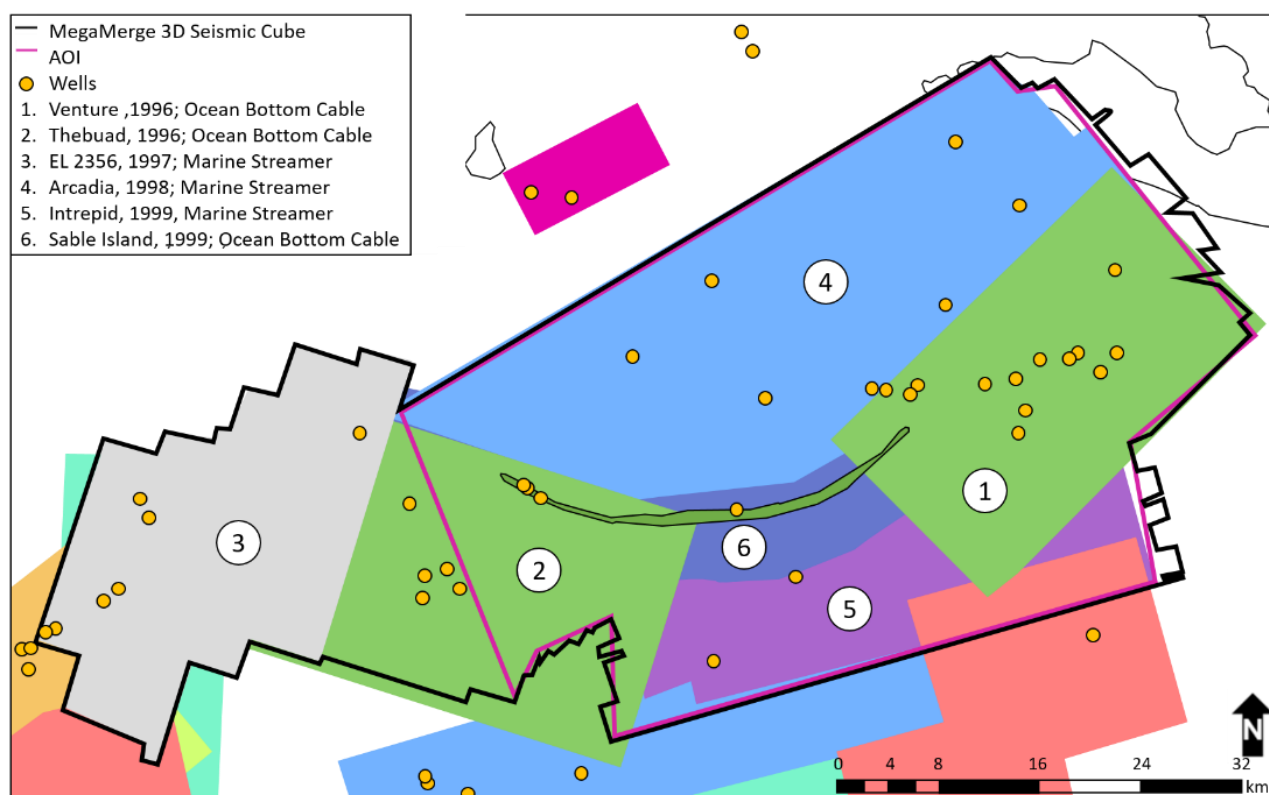 MegaMerge 3D Seismic Cube
AOI
Wells
1. Venture ,1996; Ocean Bottom Cable
2. Thebuad, 1996; Ocean Bottom Cable
3. EL 2356, 1997; Marine Streamer
4. Arcadia, 1998; Marine Streamer
5. Intrepid, 1999, Marine Streamer
6. Sable Island, 1999; Ocean Bottom Cable
4
1
3
6
2
5
N
0 4 8 16 24 32
km